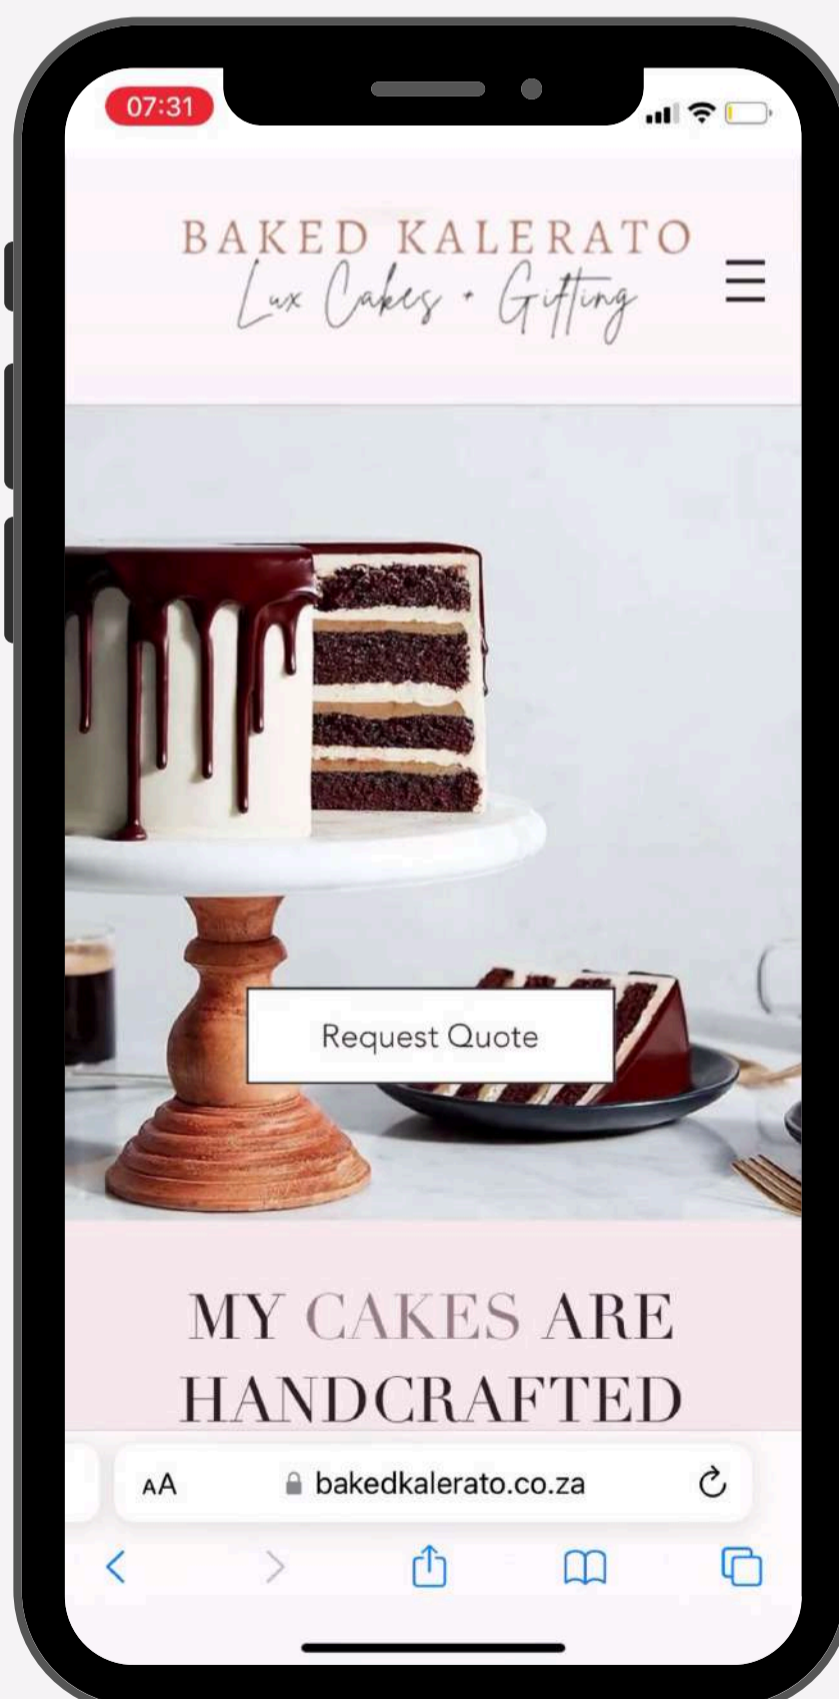 07:31
BAKED KALERATO
Lux Cakes + Gifting
Request Quote
MY CAKES ARE
HANDCRAFTED
AA bakedkalerato.co.za